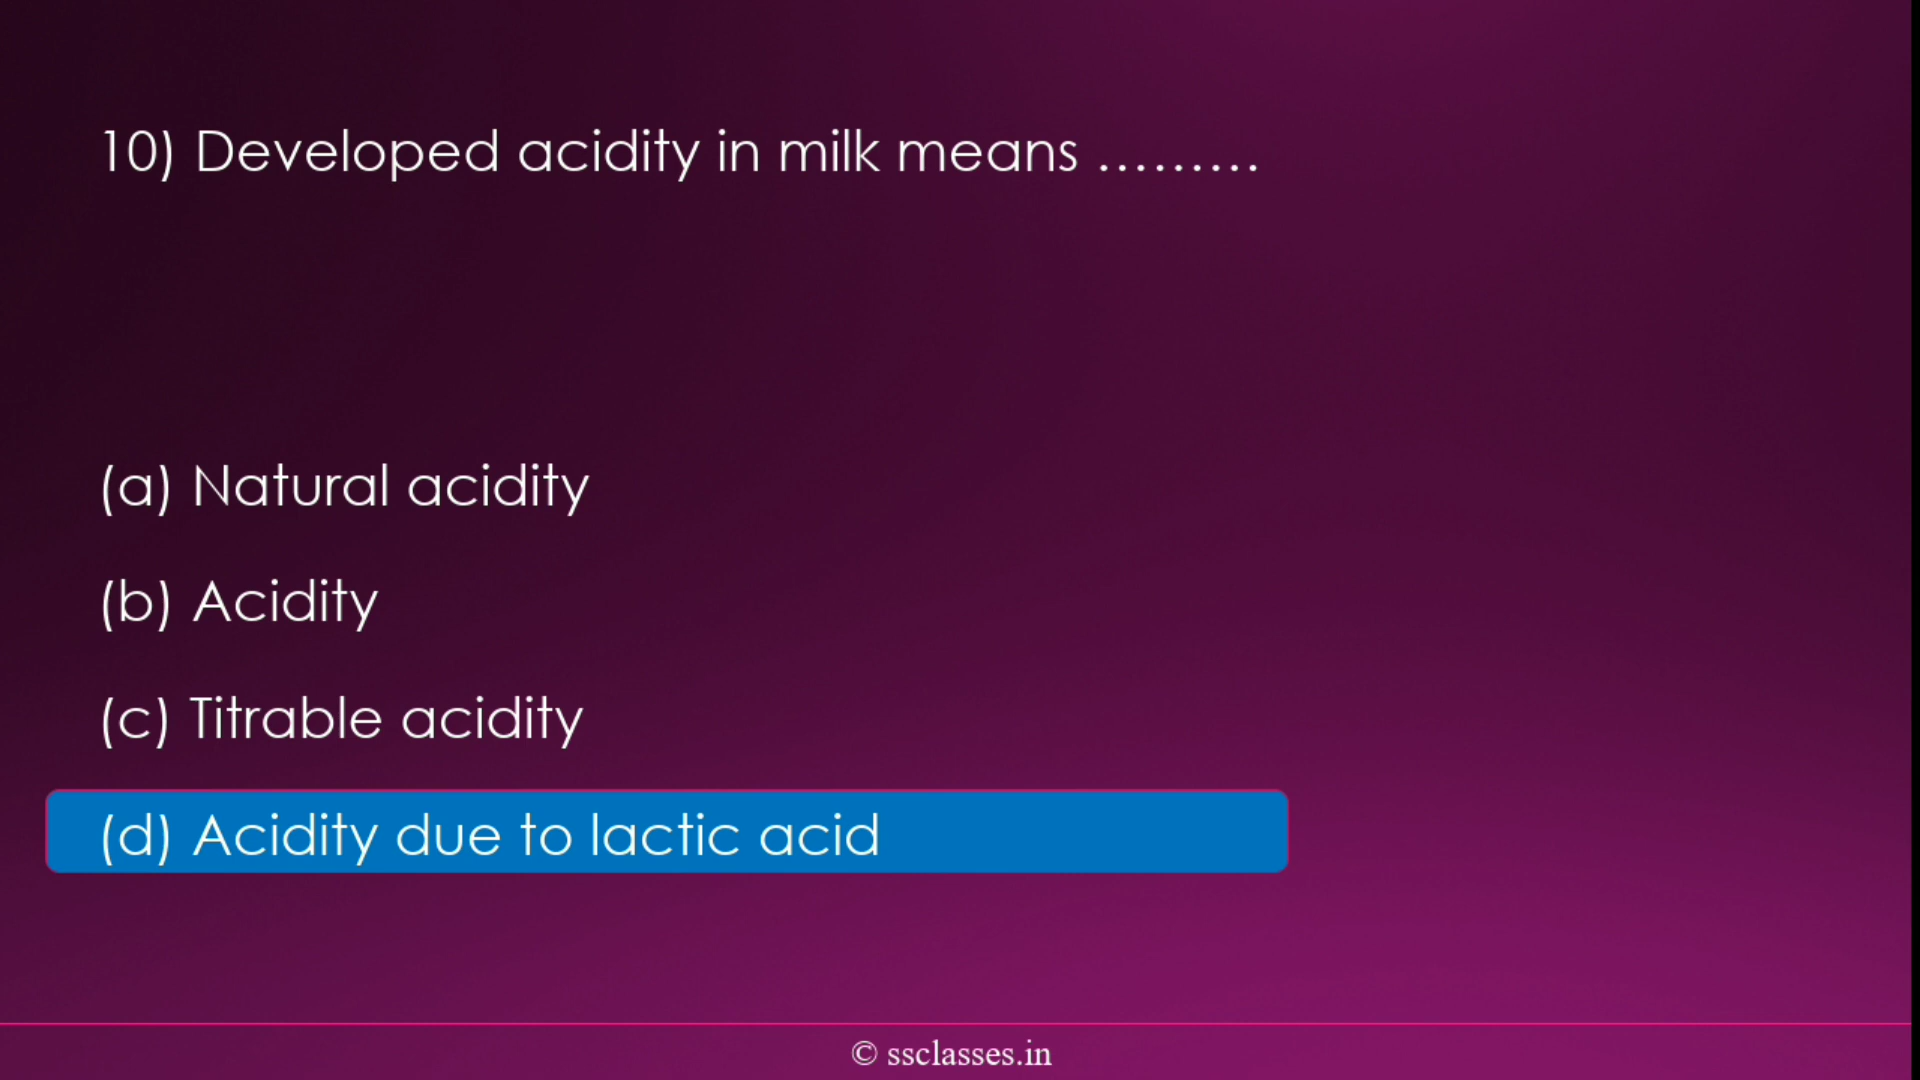 10) Developed acidity in milk means .........
(a) Natural acidity
(b) Acidity
(c) Titrable acidity
(d) Acidity due to lactic acid
© ssclasses.in